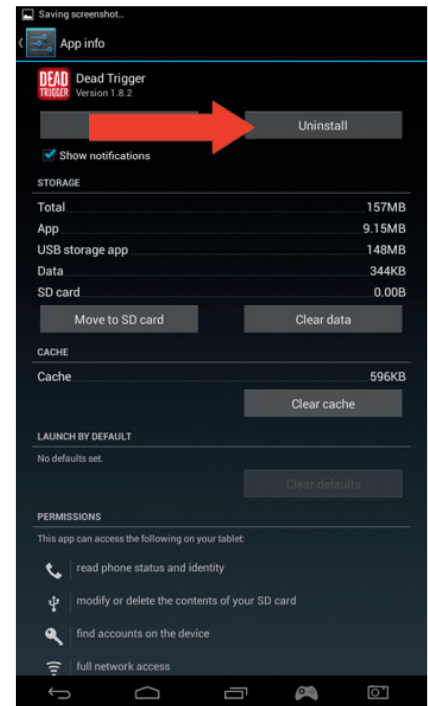 Saving screenshot...
App info
DEAD
TRIGGER
Dead Trigger
Version 1.8.2
Uninstall
Show notifications
STORAGE
Total 157MB
App 9.15MB
USB storage app 148MB
Data 344KB
SD card 0.00B
Move to SD card Clear data
CACHE
Cache 596KB
Clear cache
LAUNCH BY DEFAULT
No defaults set.
Clear defaults
PERMISSIONS
This app can access the following on your tablet:
read phone status and identity
modify or delete the contents of your SD card
find accounts on the device
full network access